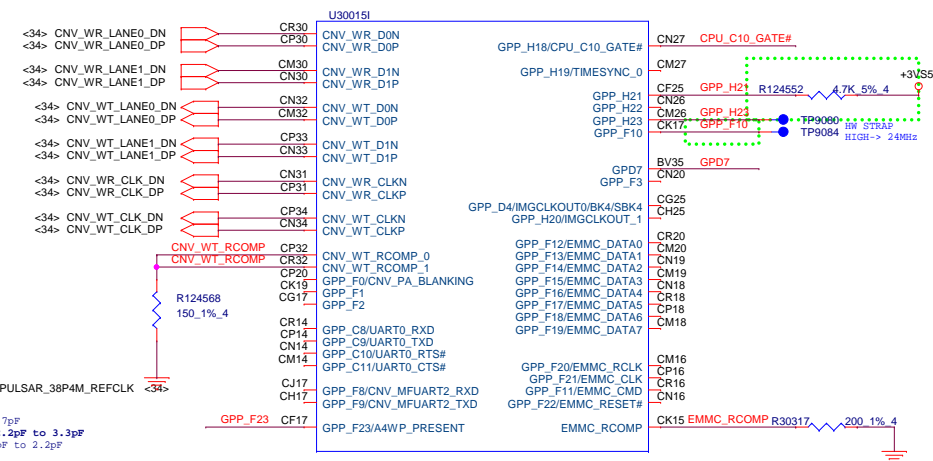 U30015I
<34> CNV_WR_LANE0_DN CR30 CNV_WR_D0N
<34> CNV_WR_LANE0_DP CP30 CNV_WR_D0P
GPP_H18/CPU_C10_GATE# CN27 CPU_C10_GATE#
<34> CNV_WR_LANE1_DN CM30 CNV_WR_D1N
<34> CNV_WR_LANE1_DP CN30 CNV_WR_D1P
GPP_H19/TIMESYNC_0 CM27
+3VS5
<34> CNV_WT_LANE0_DN CN32 CNV_WT_D0N
<34> CNV_WT_LANE0_DP CM32 CNV_WT_D0P
GPP_H21 CF25 GPP_H21 R124552 4.7K_5%_4
GPP_H22 CN26
GPP_H23 CM26 GPP_H23 TP9080
GPP_F10 CK17 GPP_F10 TP9084
HW STRAP
HIGH-> 24MHz
<34> CNV_WT_LANE1_DN CP33 CNV_WT_D1N
<34> CNV_WT_LANE1_DP CN33 CNV_WT_D1P
GPD7 BV35 GPD7
GPP_F3 CN20
<34> CNV_WR_CLK_DN CN31 CNV_WR_CLKN
<34> CNV_WR_CLK_DP CP31 CNV_WR_CLKP
GPP_D4/IMGCLKOUT0/BK4/SBK4 CG25
GPP_H20/IMGCLKOUT_1 CH25
<34> CNV_WT_CLK_DN CP34 CNV_WT_CLKN
<34> CNV_WT_CLK_DP CN34 CNV_WT_CLKP
GPP_F12/EMMC_DATA0 CR20
GPP_F13/EMMC_DATA1 CM20
GPP_F14/EMMC_DATA2 CN19
GPP_F15/EMMC_DATA3 CM19
GPP_F16/EMMC_DATA4 CN18
GPP_F17/EMMC_DATA5 CR18
GPP_F18/EMMC_DATA6 CP18
GPP_F19/EMMC_DATA7 CM18
CNV_WT_RCOMP CP32 CNV_WT_RCOMP_0
CNV_WT_RCOMP CR32 CNV_WT_RCOMP_1
CP20 GPP_F0/CNV_PA_BLANKING
CK19 GPP_F1
CG17 GPP_F2
R124568
150_1%_4
CR14 GPP_C8/UART0_RXD
CP14 GPP_C9/UART0_TXD
CN14 GPP_C10/UART0_RTS#
CM14 GPP_C11/UART0_CTS#
GPP_F20/EMMC_RCLK CM16
GPP_F21/EMMC_CLK CP16
GPP_F11/EMMC_CMD CR16
GPP_F22/EMMC_RESET# CN16
PULSAR_38P4M_REFCLK <34>
CJ17 GPP_F8/CNV_MFUART2_RXD
CH17 GPP_F9/CNV_MFUART2_TXD
7pF
.2pF to 3.3pF
pF to 2.2pF
GPP_F23 CF17 GPP_F23/A4WP_PRESENT
EMMC_RCOMP CK15 EMMC_RCOMP R30317 200_1%_4